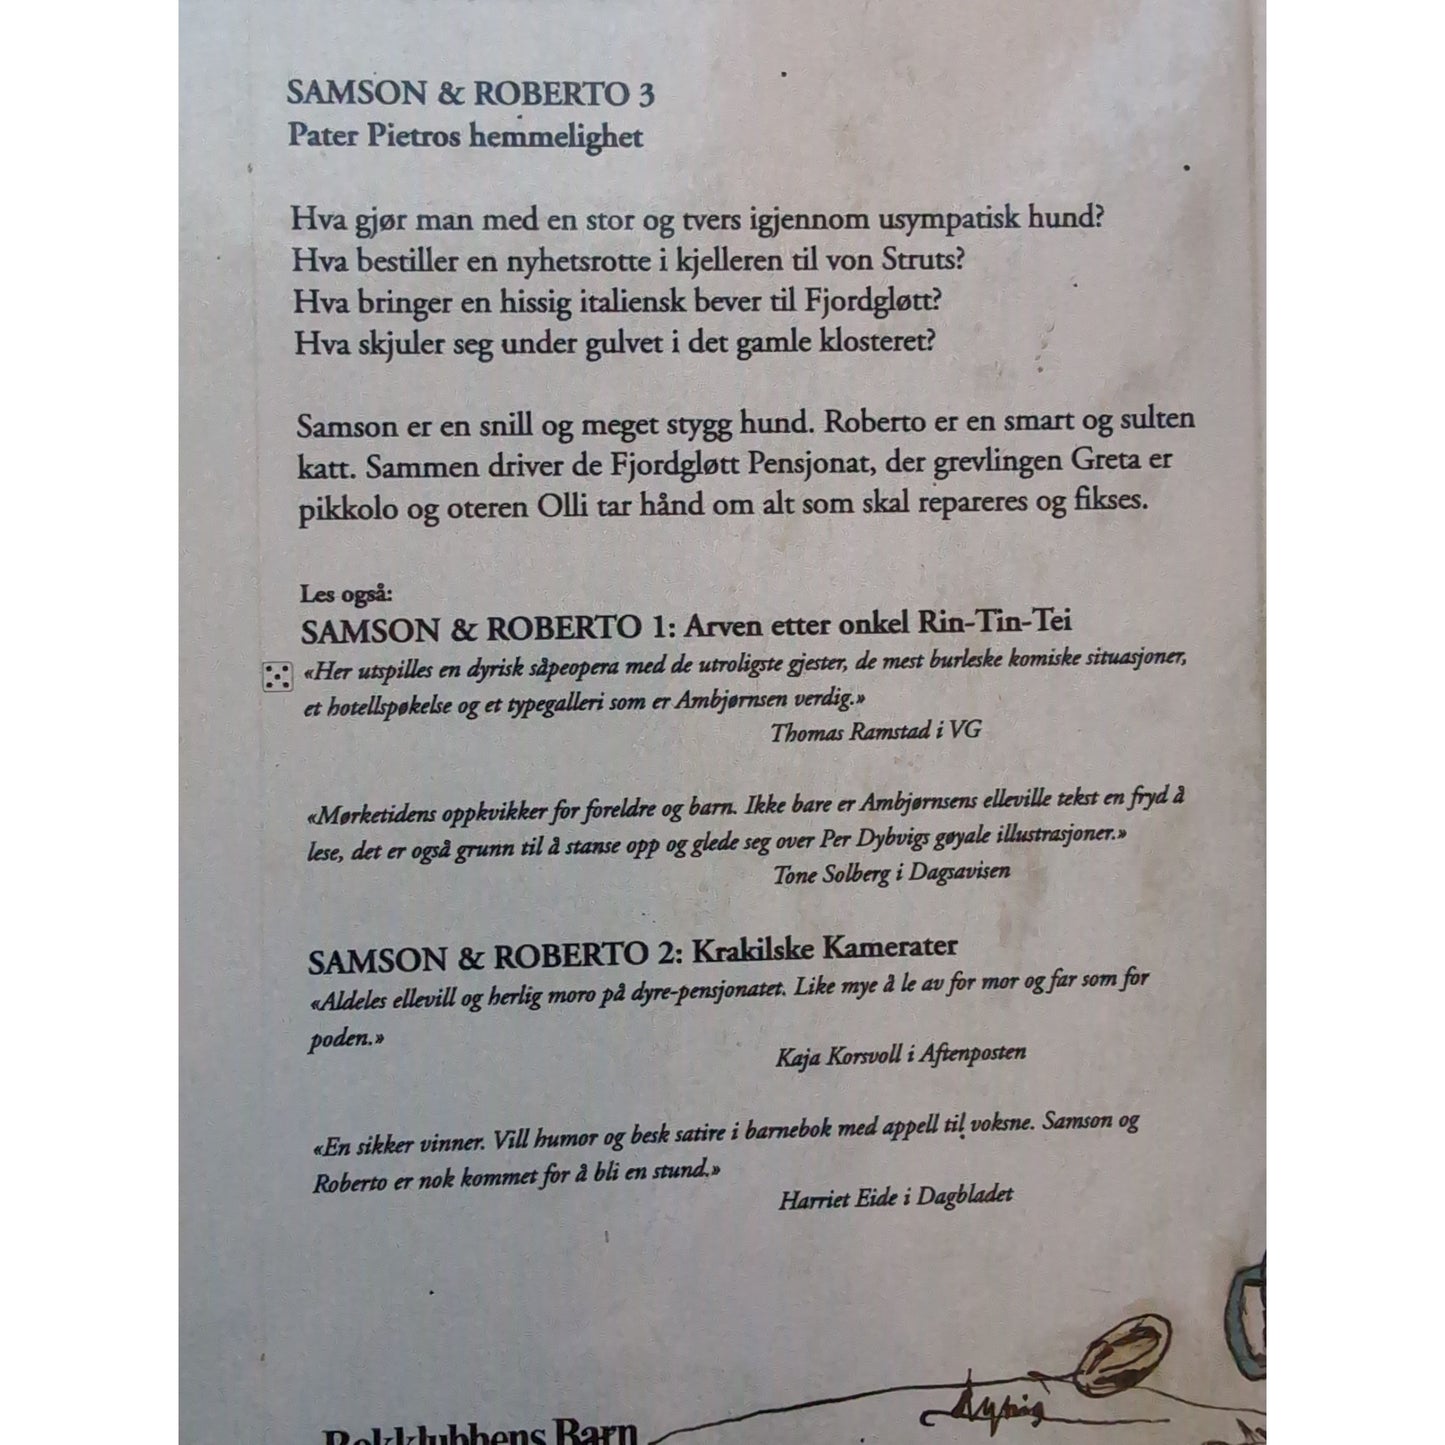 SAMSON & ROBERTO 3
Pater Pietros hemmelighet
Hva gjør man med en stor og tvers igjennom usympatisk hund?
Hva bestiller en nyhetsrotte i kjelleren til von Struts?
Hva bringer en hissig italiensk bever til Fjordgløtt?
Hva skjuler seg under gulvet i det gamle klosteret?
Samson er en snill og meget stygg hund. Roberto er en smart og sulten
katt. Sammen driver de Fjordgløtt Pensjonat, der grevlingen Greta er
pikkolo og oteren Olli tar hånd om alt som skal repareres og fikses.
Les også:
SAMSON & ROBERTO 1: Arven etter onkel Rin-Tin-Tei
«Her utspilles en dyrisk såpeopera med de utroligste gjester, de mest burleske komiske situasjoner,
et hotellspøkelse og et typegalleri som er Ambjørnsen verdig.»
Thomas Ramstad i VG
«Mørketidens oppkvikker for foreldre og barn. Ikke bare er Ambjørnsens elleville tekst en fryd å
lese, det er også grunn til å stanse opp og glede seg over Per Dybvigs gøyale illustrasjoner.»
Tone Solberg i Dagsavisen
SAMSON & ROBERTO 2: Krakilske Kamerater
«Aldeles ellevill og herlig moro på dyre-pensjonatet. Like mye å le av for mor og far som for
poden.»
Kaja Korsvoll i Aftenposten
«En sikker vinner. Vill humor og besk satire i barnebok med appell til voksne. Samson og
Roberto er nok kommet for å bli en stund.»
Harriet Eide i Dagbladet
Bokklubbens Barn